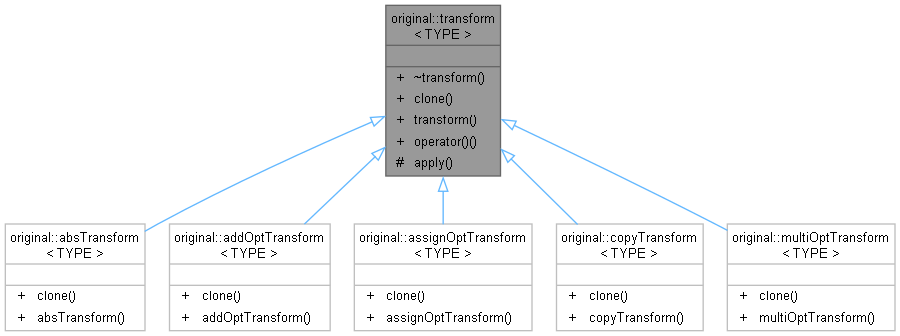 original::transform
< TYPE >
+ ~transform()
+ clone()
+ transform()
+ operator()()
# apply()
original::absTransform
< TYPE >
+ clone()
+ absTransform()
original::addOptTransform
< TYPE >
+ clone()
+ addOptTransform()
original::assignOptTransform
< TYPE >
+ clone()
+ assignOptTransform()
original::copyTransform
< TYPE >
+ clone()
+ copyTransform()
original::multiOptTransform
< TYPE >
+ clone()
+ multiOptTransform()